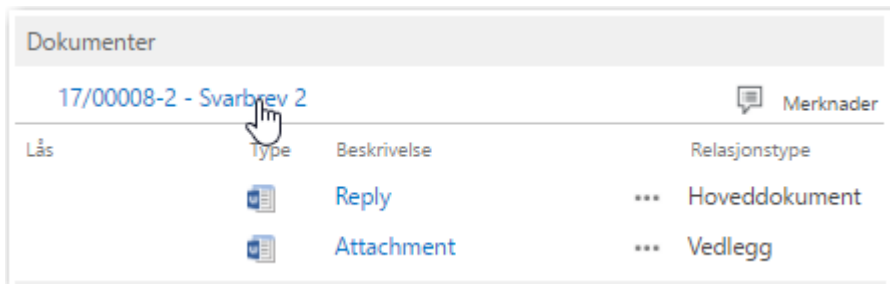 Dokumenter
17/00008-2 - Svarbrev 2 Merknader
Lås Type Beskrivelse Relasjonstype
Reply ••• Hoveddokument
Attachment ••• Vedlegg